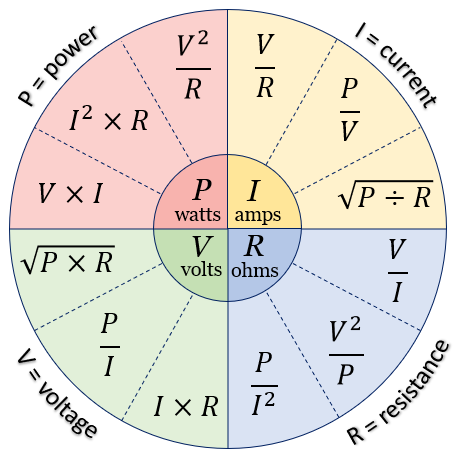 P = power
I = current
V²/R
V/R
I² × R
P/V
V × I
√(P ÷ R)
P
watts
I
amps
V
volts
R
ohms
√(P × R)
V/I
P/I
V²/P
I × R
P/I²
V = voltage
R = resistance